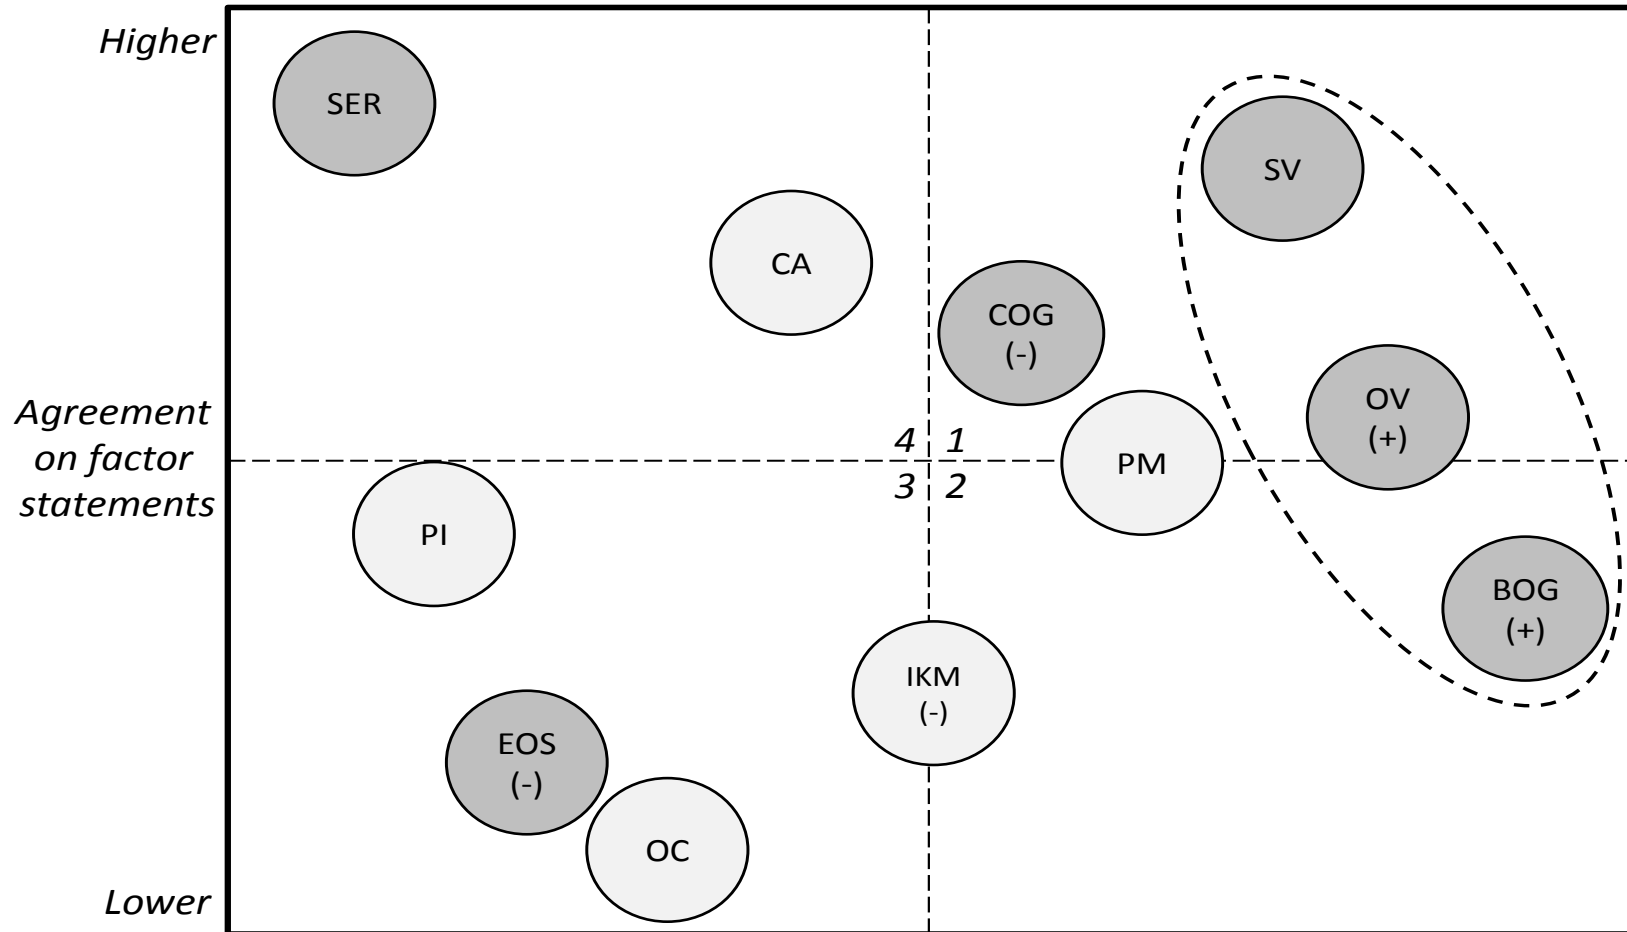 Higher
SER
SV
CA
COG
(-)
OV
(+)
Agreement
on factor
statements
4 1
3 2
PM
PI
BOG
(+)
IKM
(-)
EOS
(-)
OC
Lower